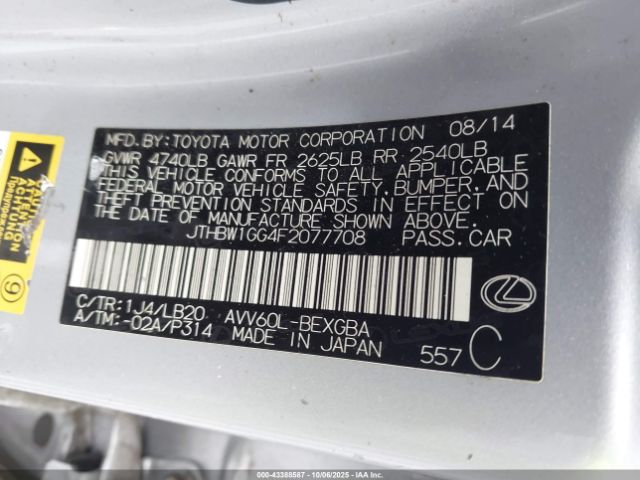 MFD.BY:TOYOTA MOTOR CORPORATION 08/14
GVWR 4740LB GAWR FR 2625LB RR 2540LB
THIS VEHICLE CONFORMS TO ALL APPLICABLE
FEDERAL MOTOR VEHICLE SAFETY, BUMPER, AND
THEFT PREVENTION STANDARDS IN EFFECT ON
THE DATE OF MANUFACTURE SHOWN ABOVE.
JTHBW1GG4F2077708 PASS.CAR
C/TR:1J4/LB20 AVV60L-BEXGBA
A/TM:-02A/P314 MADE IN JAPAN
557 C
ACHTUNG
9
000-43388587 - 10/06/2025 - IAA Inc.